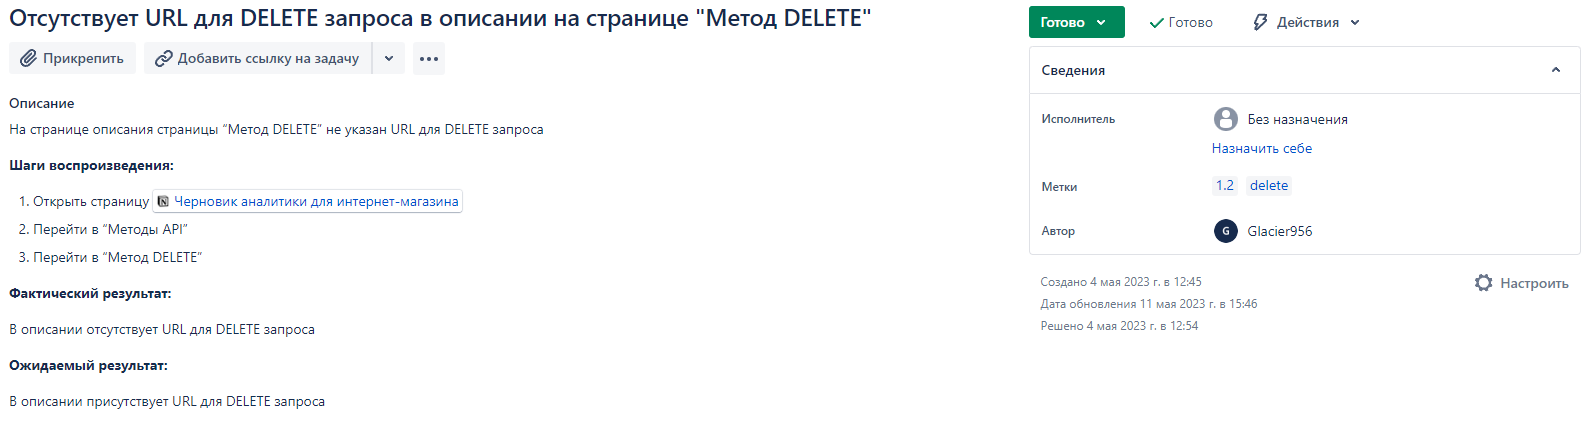 Отсутствует URL для DELETE запроса в описании на странице "Метод DELETE"
Прикрепить
Добавить ссылку на задачу
Описание
На странице описания страницы “Метод DELETE” не указан URL для DELETE запроса
Шаги воспроизведения:
1. Открыть страницу Черновик аналитики для интернет-магазина
2. Перейти в “Методы API”
3. Перейти в “Метод DELETE”
Фактический результат:
В описании отсутствует URL для DELETE запроса
Ожидаемый результат:
В описании присутствует URL для DELETE запроса
Готово
Готово
Действия
Сведения
Исполнитель
Без назначения
Назначить себе
Метки
1.2 delete
Автор
G
Glacier956
Создано 4 мая 2023 г. в 12:45
Настроить
Дата обновления 11 мая 2023 г. в 15:46
Решено 4 мая 2023 г. в 12:54